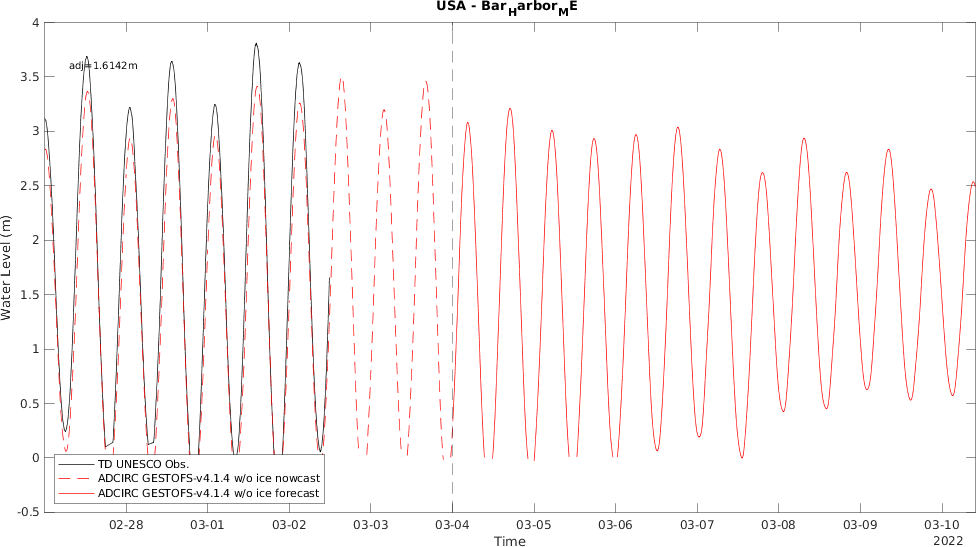 USA - Bar_Harbor_ME
4
adj=1.6142m
3.5
3
2.5
2
1.5
1
0.5
0
-0.5
Water Level (m)
TD UNESCO Obs.
ADCIRC GESTOFS-v4.1.4 w/o ice nowcast
ADCIRC GESTOFS-v4.1.4 w/o ice forecast
02-28 03-01 03-02 03-03 03-04 03-05 03-06 03-07 03-08 03-09 03-10
Time
2022